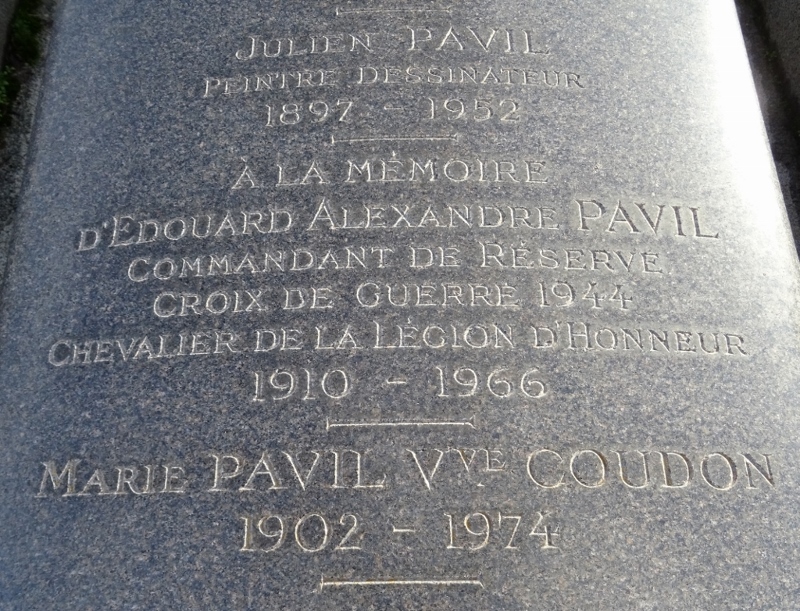 JULIEN PAVIL
PEINTRE DESSINATEUR
1897 - 1952
À LA MÉMOIRE
D'EDOUARD ALEXANDRE PAVIL
COMMANDANT DE RÉSERVE
CROIX DE GUERRE 1944
CHEVALIER DE LA LÉGION D'HONNEUR
1910 - 1966
MARIE PAVIL VVE COUDON
1902 - 1974